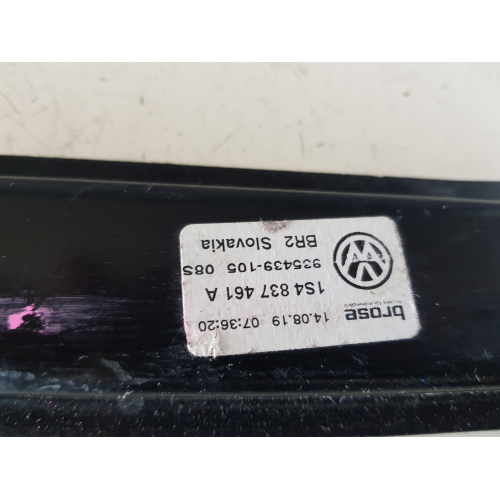 brose
14.08.19 07:36:20
1S4 837 461 A
935439-105 08S
BR2 Slovakia